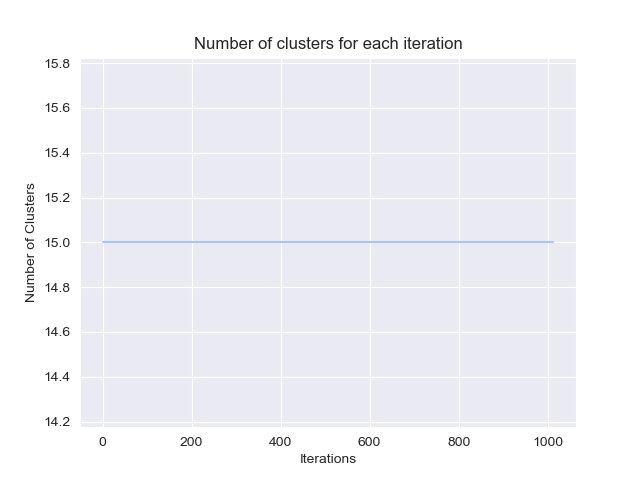 Number of clusters for each iteration
15.8
15.6
15.4
15.2
15.0
14.8
14.6
14.4
14.2
Number of Clusters
0 200 400 600 800 1000
Iterations